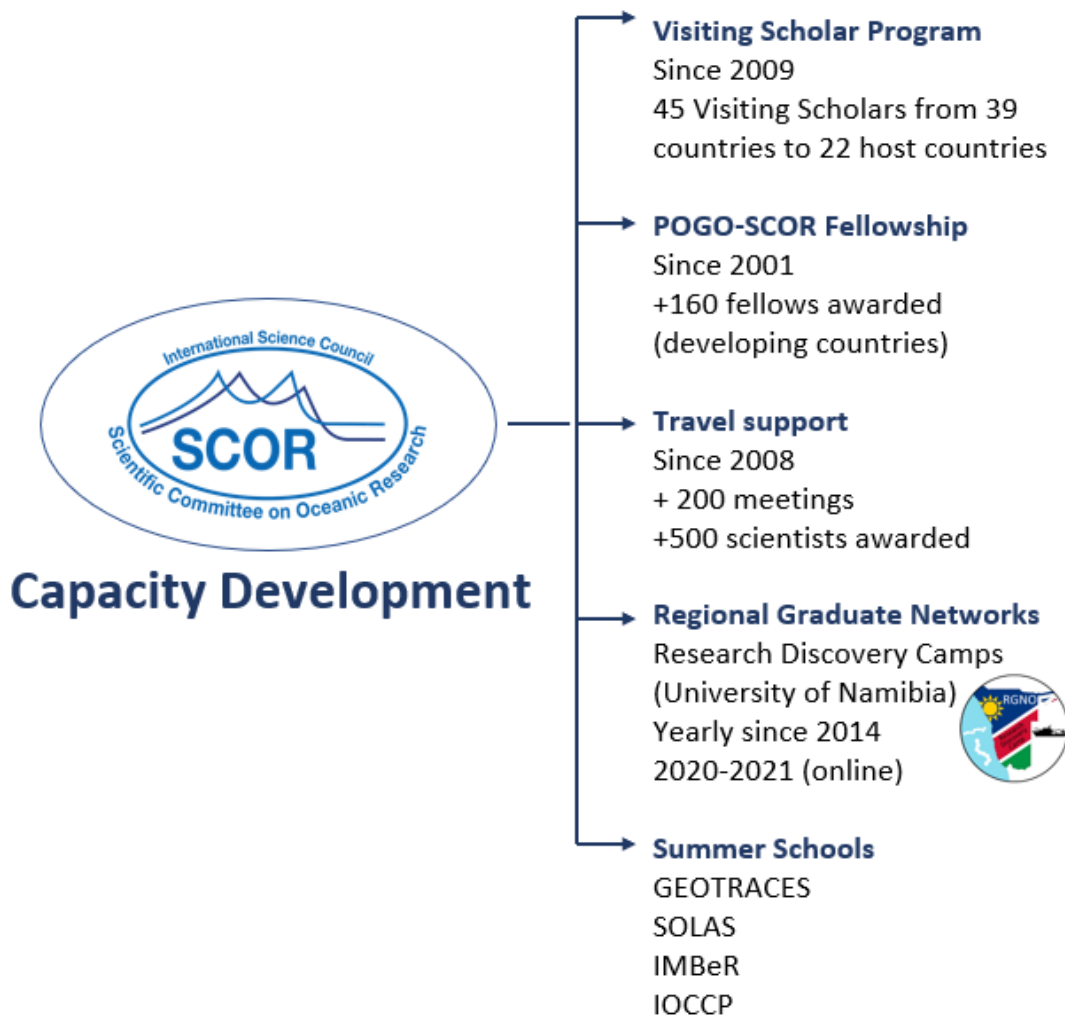 International Science Council
SCOR
Scientific Committee on Oceanic Research
Capacity Development
Visiting Scholar Program
Since 2009
45 Visiting Scholars from 39
countries to 22 host countries
POGO-SCOR Fellowship
Since 2001
+160 fellows awarded
(developing countries)
Travel support
Since 2008
+ 200 meetings
+500 scientists awarded
Regional Graduate Networks
Research Discovery Camps
(University of Namibia)
Yearly since 2014
2020-2021 (online)
RGNO
Summer Schools
GEOTRACES
SOLAS
IMBeR
IOCCP